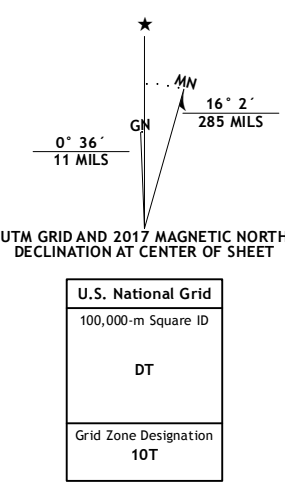 ★
MN
16° 2´
285 MILS
GN
0° 36´
11 MILS
UTM GRID AND 2017 MAGNETIC NORTH
DECLINATION AT CENTER OF SHEET
U.S. National Grid
100,000-m Square ID
DT
Grid Zone Designation
10T